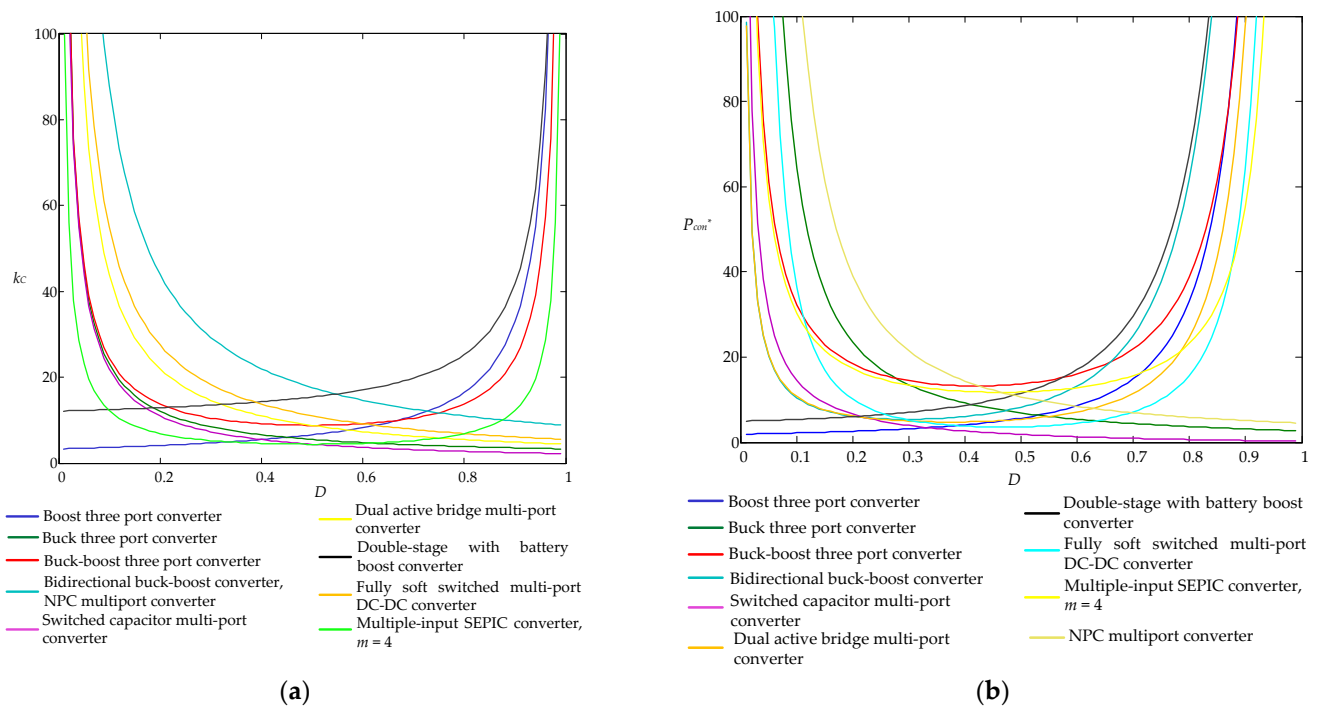 100
80
60
40
20
0
kC
0
0.2
0.4
0.6
0.8
1
D
Boost three port converter
Buck three port converter
Buck-boost three port converter
Bidirectional buck-boost converter,
NPC multiport converter
Switched capacitor multi-port
converter
Dual active bridge multi-port
converter
Double-stage with battery
boost converter
Fully soft switched multi-port
DC-DC converter
Multiple-input SEPIC converter,
m = 4
(a)
100
80
60
40
20
0
Pcon*
0
0.1
0.2
0.3
0.4
0.5
0.6
0.7
0.8
0.9
1
D
Boost three port converter
Buck three port converter
Buck-boost three port converter
Bidirectional buck-boost converter
Switched capacitor multi-port
converter
Dual active bridge multi-port
converter
Double-stage with battery boost
converter
Fully soft switched multi-port
DC-DC converter
Multiple-input SEPIC converter,
m = 4
NPC multiport converter
(b)